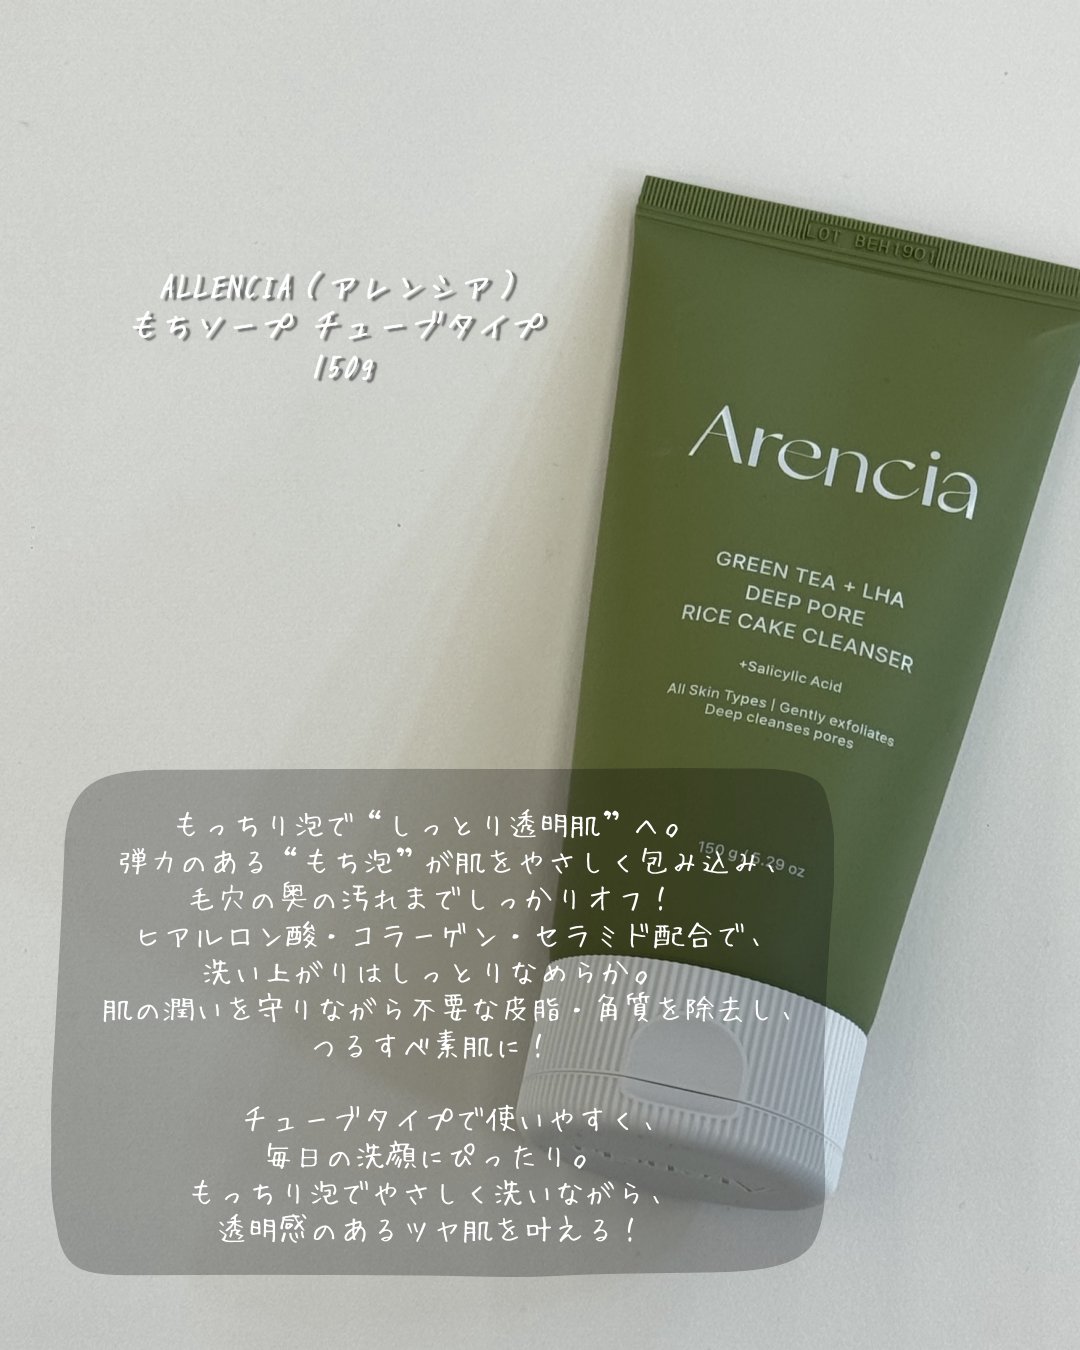 LOT BEH1901
ALLENCIA（アレンシア）
もちソープ チューブタイプ
150g
Arencia
GREEN TEA + LHA
DEEP PORE
RICE CAKE CLEANSER
+Salicylic Acid
All Skin Types | Gently exfoliates
Deep cleanses pores
150 g / 5.29 oz
もっちり泡で“しっとり透明肌”へ。
弾力のある“もち泡”が肌をやさしく包み込み、
毛穴の奥の汚れまでしっかりオフ！
ヒアルロン酸・コラーゲン・セラミド配合で、
洗い上がりはしっとりなめらか。
肌の潤いを守りながら不要な皮脂・角質を除去し、
つるすべ素肌に！
チューブタイプで使いやすく、
毎日の洗顔にぴったり。
もっちり泡でやさしく洗いながら、
透明感のあるツヤ肌を叶える！